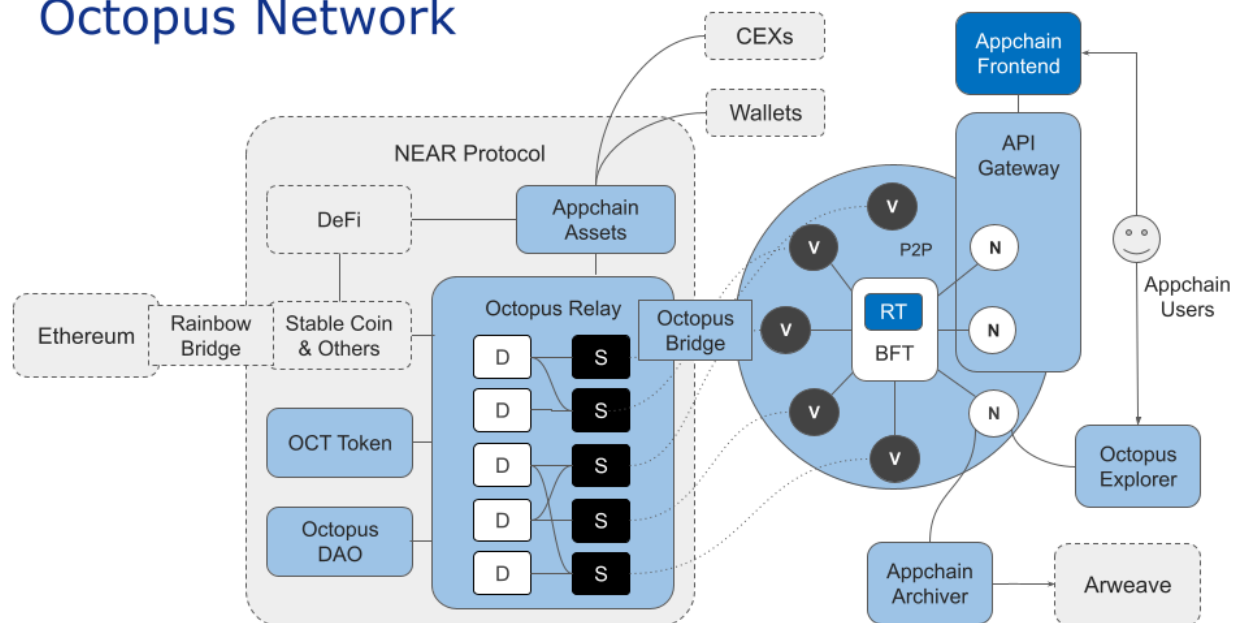 Octopus Network
CEXs
Wallets
NEAR Protocol
DeFi
Appchain
Assets
Ethereum
Rainbow
Bridge
Stable Coin
& Others
Octopus Relay
D
S
D
S
D
S
D
S
D
S
OCT Token
Octopus
DAO
Octopus
Bridge
Appchain
Frontend
API
Gateway
V
V
P2P
N
V
RT
BFT
N
V
N
V
Appchain
Users
Octopus
Explorer
Appchain
Archiver
Arweave